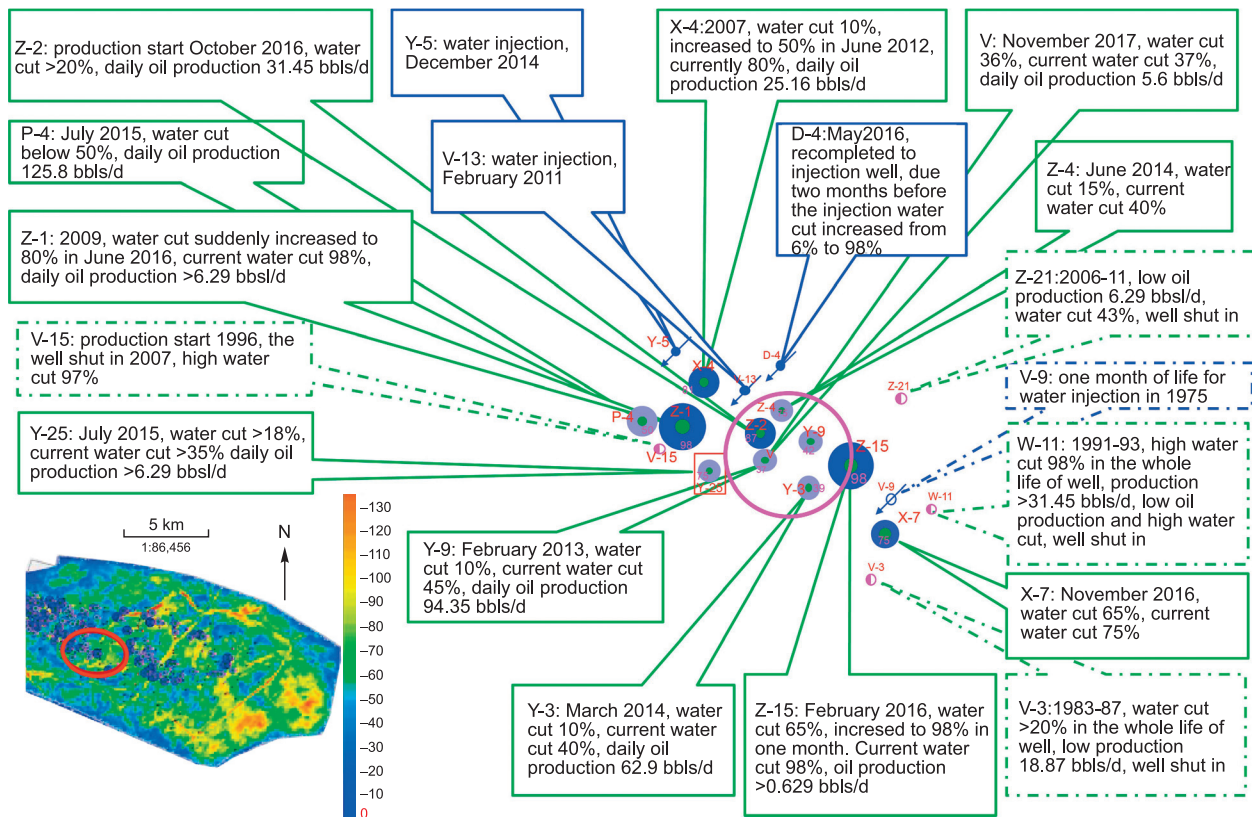 Z-2: production start October 2016, water
cut >20%, daily oil production 31.45 bbls/d
Y-5: water injection,
December 2014
X-4:2007, water cut 10%,
increased to 50% in June 2012,
currently 80%, daily oil
production 25.16 bbls/d
V: November 2017, water cut
36%, current water cut 37%,
daily oil production 5.6 bbls/d
P-4: July 2015, water cut
below 50%, daily oil production
125.8 bbls/d
V-13: water injection,
February 2011
D-4:May2016,
recompleted to
injection well, due
two months before
the injection water
cut increased from
6% to 98%
Z-4: June 2014, water
cut 15%, current
water cut 40%
Z-1: 2009, water cut suddenly increased to
80% in June 2016, current water cut 98%,
daily oil production >6.29 bbsl/d
Z-21:2006-11, low oil
production 6.29 bbsl/d,
water cut 43%, well shut in
V-15: production start 1996, the
well shut in 2007, high water
cut 97%
V-9: one month of life for
water injection in 1975
Y-25: July 2015, water cut >18%,
current water cut >35% daily oil
production >6.29 bbsl/d
W-11: 1991-93, high water
cut 98% in the whole
life of well, production
>31.45 bbls/d, low oil
production and high water
cut, well shut in
Y-5
X-4
D-4
V-13
Z-21
P-4
Z-1
98
Z-4
Z-2
37
Y-9
Z-15
98
V-15
V
Y-25
Y-3
V-9
W-11
X-7
75
V-3
5 km
1:86,456
N
–130
–120
–110
–100
–90
–80
–70
–60
–50
–40
–30
–20
–10
0
Y-9: February 2013, water
cut 10%, current water cut
45%, daily oil production
94.35 bbls/d
X-7: November 2016,
water cut 65%, current
water cut 75%
Y-3: March 2014, water
cut 10%, current water
cut 40%, daily oil
production 62.9 bbls/d
Z-15: February 2016, water
cut 65%, incresed to 98% in
one month. Current water
cut 98%, oil production
>0.629 bbls/d
V-3:1983-87, water cut
>20% in the whole life of
well, low production
18.87 bbls/d, well shut in